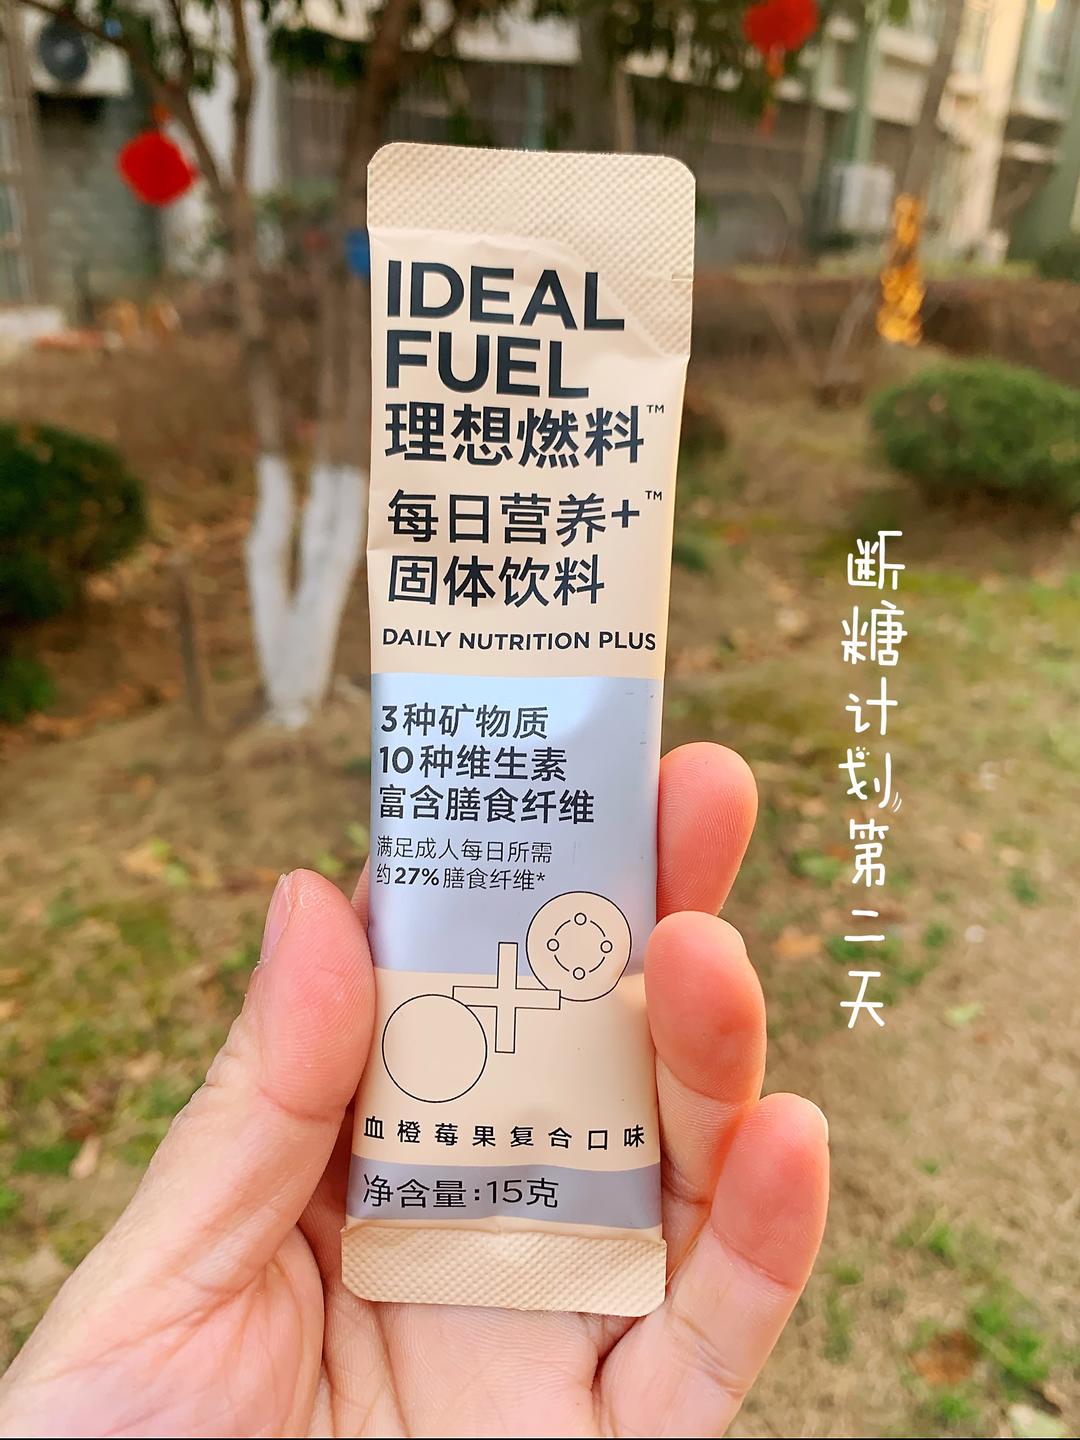 IDEAL
FUEL
理想燃料™
每日营养+™
固体饮料
DAILY NUTRITION PLUS
3种矿物质
10种维生素
富含膳食纤维
满足成人每日所需
约27%膳食纤维*
血橙莓果复合口味
净含量:15克
断糖计划第二天